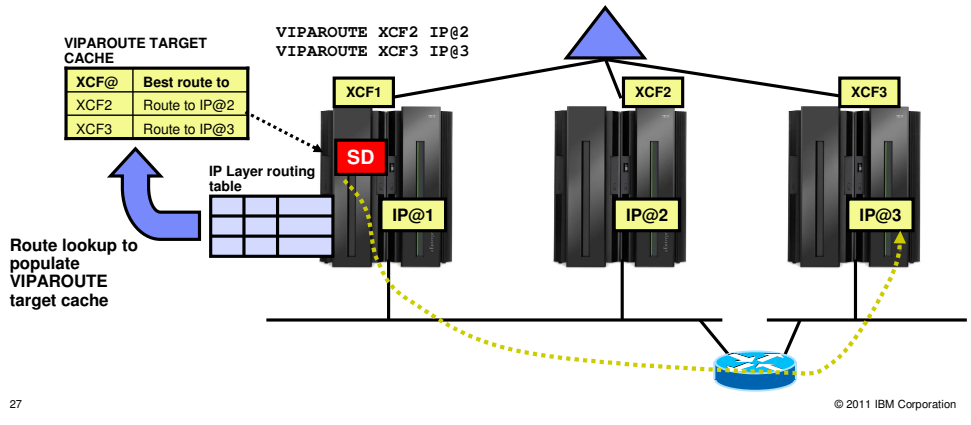 VIPAROUTE XCF2 IP@2
VIPAROUTE XCF3 IP@3
VIPAROUTE TARGET
CACHE
XCF@ Best route to
XCF2 Route to IP@2
XCF3 Route to IP@3
XCF1
XCF2
XCF3
SD
IP Layer routing
table
IP@1
IP@2
IP@3
Route lookup to
populate
VIPAROUTE
target cache
27
© 2011 IBM Corporation